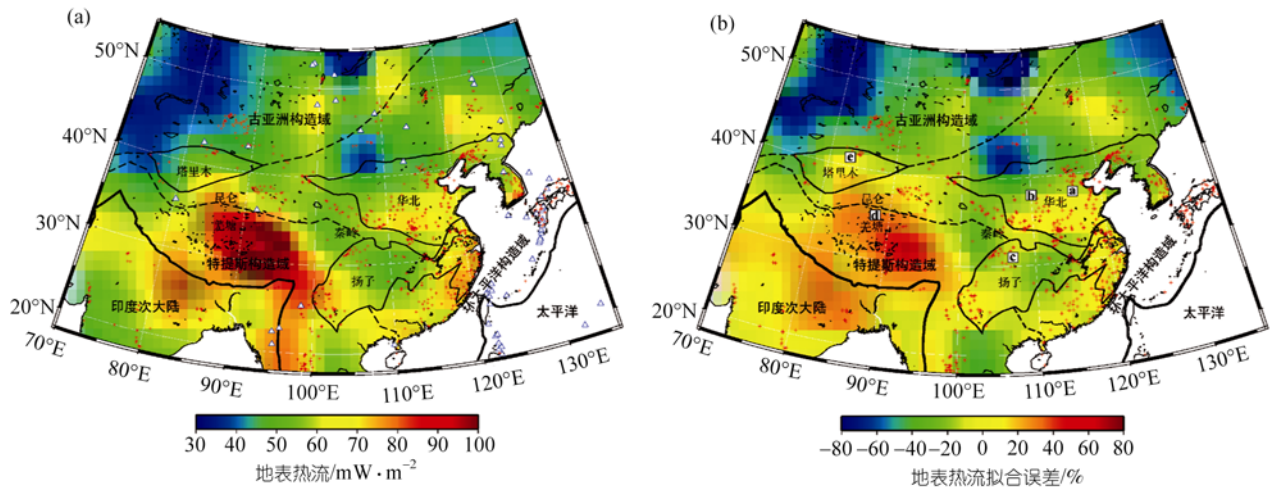 (a)
50°N
40°N
30°N
20°N
70°E
80°E
90°E
100°E
110°E
120°E
130°E
古亚洲构造域
塔里木
昆仑
羌塘
华北
秦岭
特提斯构造域
扬子
印度次大陆
东太平洋构造域
太平洋
30 40 50 60 70 80 90 100
地表热流/mW·m⁻²
(b)
50°N
40°N
30°N
20°N
70°E
80°E
90°E
100°E
110°E
120°E
130°E
古亚洲构造域
e
塔里木
b
a
昆仑
华北
d
羌塘
秦岭
c
特提斯构造域
扬子
印度次大陆
太平洋构造域
太平洋
−80 −60 −40 −20 0 20 40 60 80
地表热流拟合误差/%